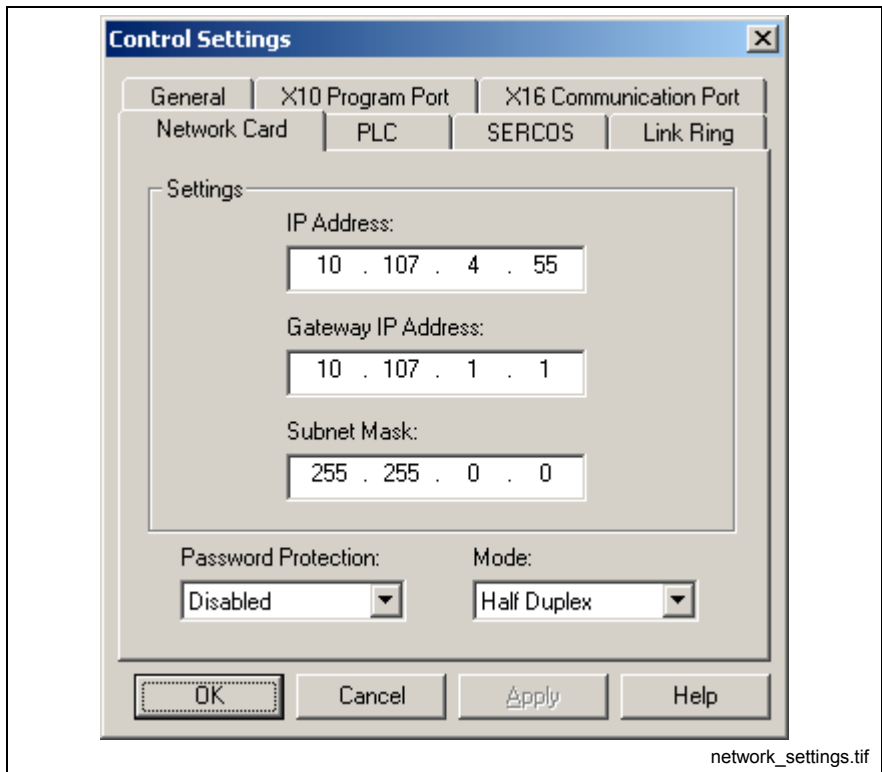 Control Settings
General X10 Program Port X16 Communication Port
Network Card PLC SERCOS Link Ring
Settings
IP Address:
10 . 107 . 4 . 55
Gateway IP Address:
10 . 107 . 1 . 1
Subnet Mask:
255 . 255 . 0 . 0
Password Protection: Mode:
Disabled Half Duplex
OK Cancel Apply Help
network_settings.tif